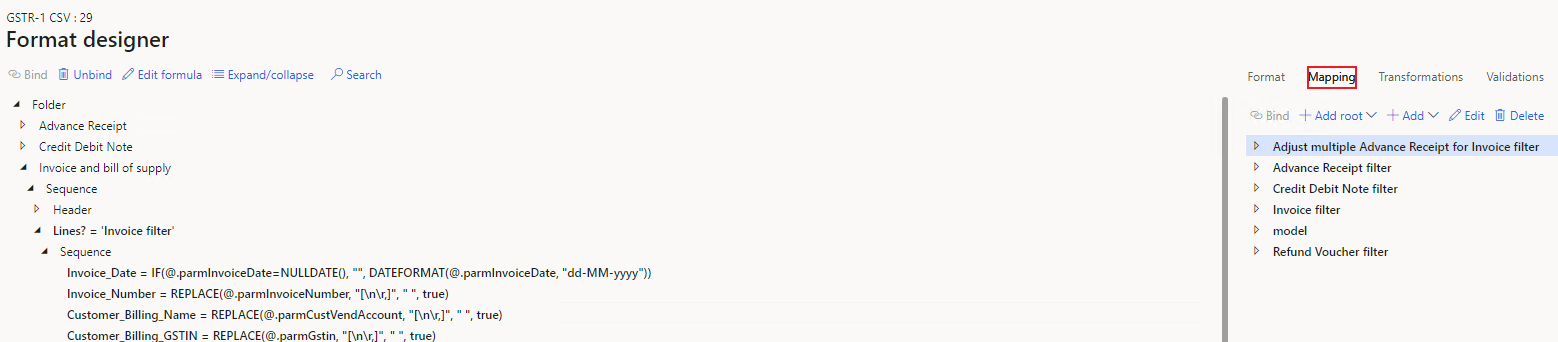 GSTR-1 CSV : 29
Format designer
Bind Unbind Edit formula Expand/collapse Search
Folder
Advance Receipt
Credit Debit Note
Invoice and bill of supply
Sequence
Header
Lines? = 'Invoice filter'
Sequence
Invoice_Date = IF(@.parmInvoiceDate=NULLDATE(), "", DATEFORMAT(@.parmInvoiceDate, "dd-MM-yyyy"))
Invoice_Number = REPLACE(@.parmInvoiceNumber, "[\n\r,]", " ", true)
Customer_Billing_Name = REPLACE(@.parmCustVendAccount, "[\n\r,]", " ", true)
Customer_Billing_GSTIN = REPLACE(@.parmGstin, "[\n\r,]", " ", true)
Format Mapping Transformations Validations
Bind Add root Add Edit Delete
Adjust multiple Advance Receipt for Invoice filter
Advance Receipt filter
Credit Debit Note filter
Invoice filter
model
Refund Voucher filter